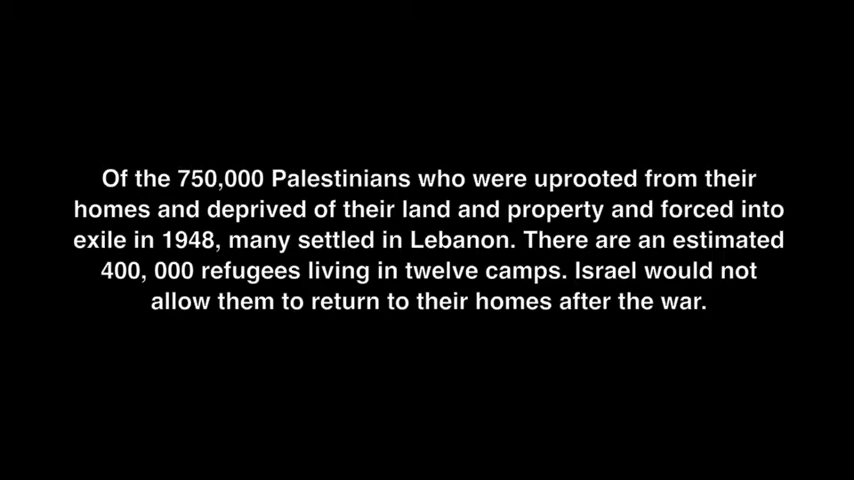 Of the 750,000 Palestinians who were uprooted from their
homes and deprived of their land and property and forced into
exile in 1948, many settled in Lebanon. There are an estimated
400, 000 refugees living in twelve camps. Israel would not
allow them to return to their homes after the war.